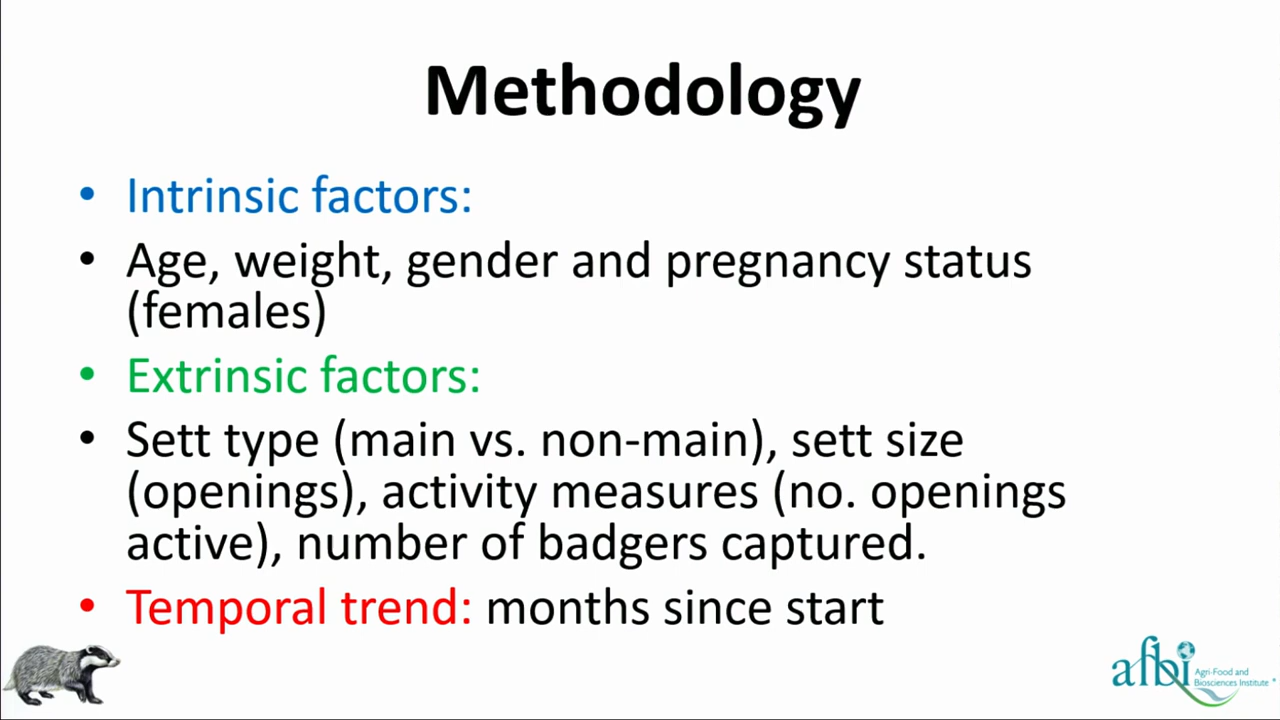 Methodology
• Intrinsic factors:
• Age, weight, gender and pregnancy status
(females)
• Extrinsic factors:
• Sett type (main vs. non-main), sett size
(openings), activity measures (no. openings
active), number of badgers captured.
• Temporal trend: months since start
afbi
Agri-Food and
Biosciences Institute